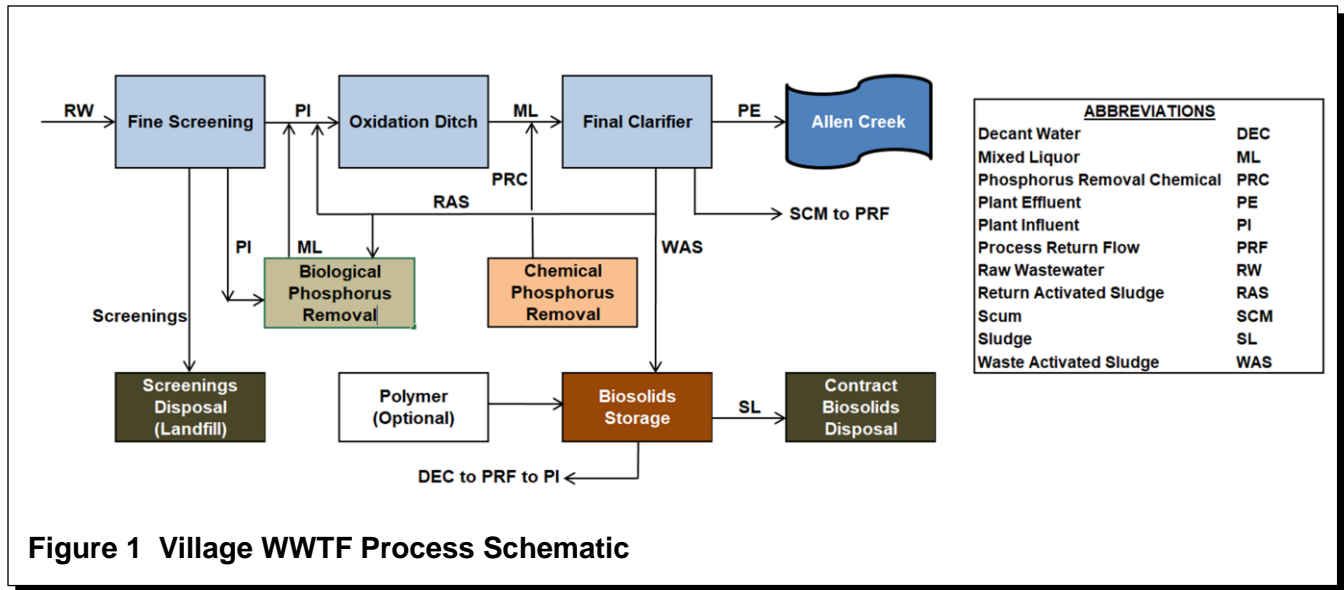 RW
Fine Screening
PI
Oxidation Ditch
ML
Final Clarifier
PE
Allen Creek
PRC
RAS
SCM to PRF
PI
ML
WAS
Biological
Phosphorus
Removal
Chemical
Phosphorus
Removal
Screenings
Screenings
Disposal
(Landfill)
Polymer
(Optional)
Biosolids
Storage
SL
Contract
Biosolids
Disposal
DEC to PRF to PI
ABBREVIATIONS
Decant Water DEC
Mixed Liquor ML
Phosphorus Removal Chemical PRC
Plant Effluent PE
Plant Influent PI
Process Return Flow PRF
Raw Wastewater RW
Return Activated Sludge RAS
Scum SCM
Sludge SL
Waste Activated Sludge WAS
Figure 1 Village WWTF Process Schematic